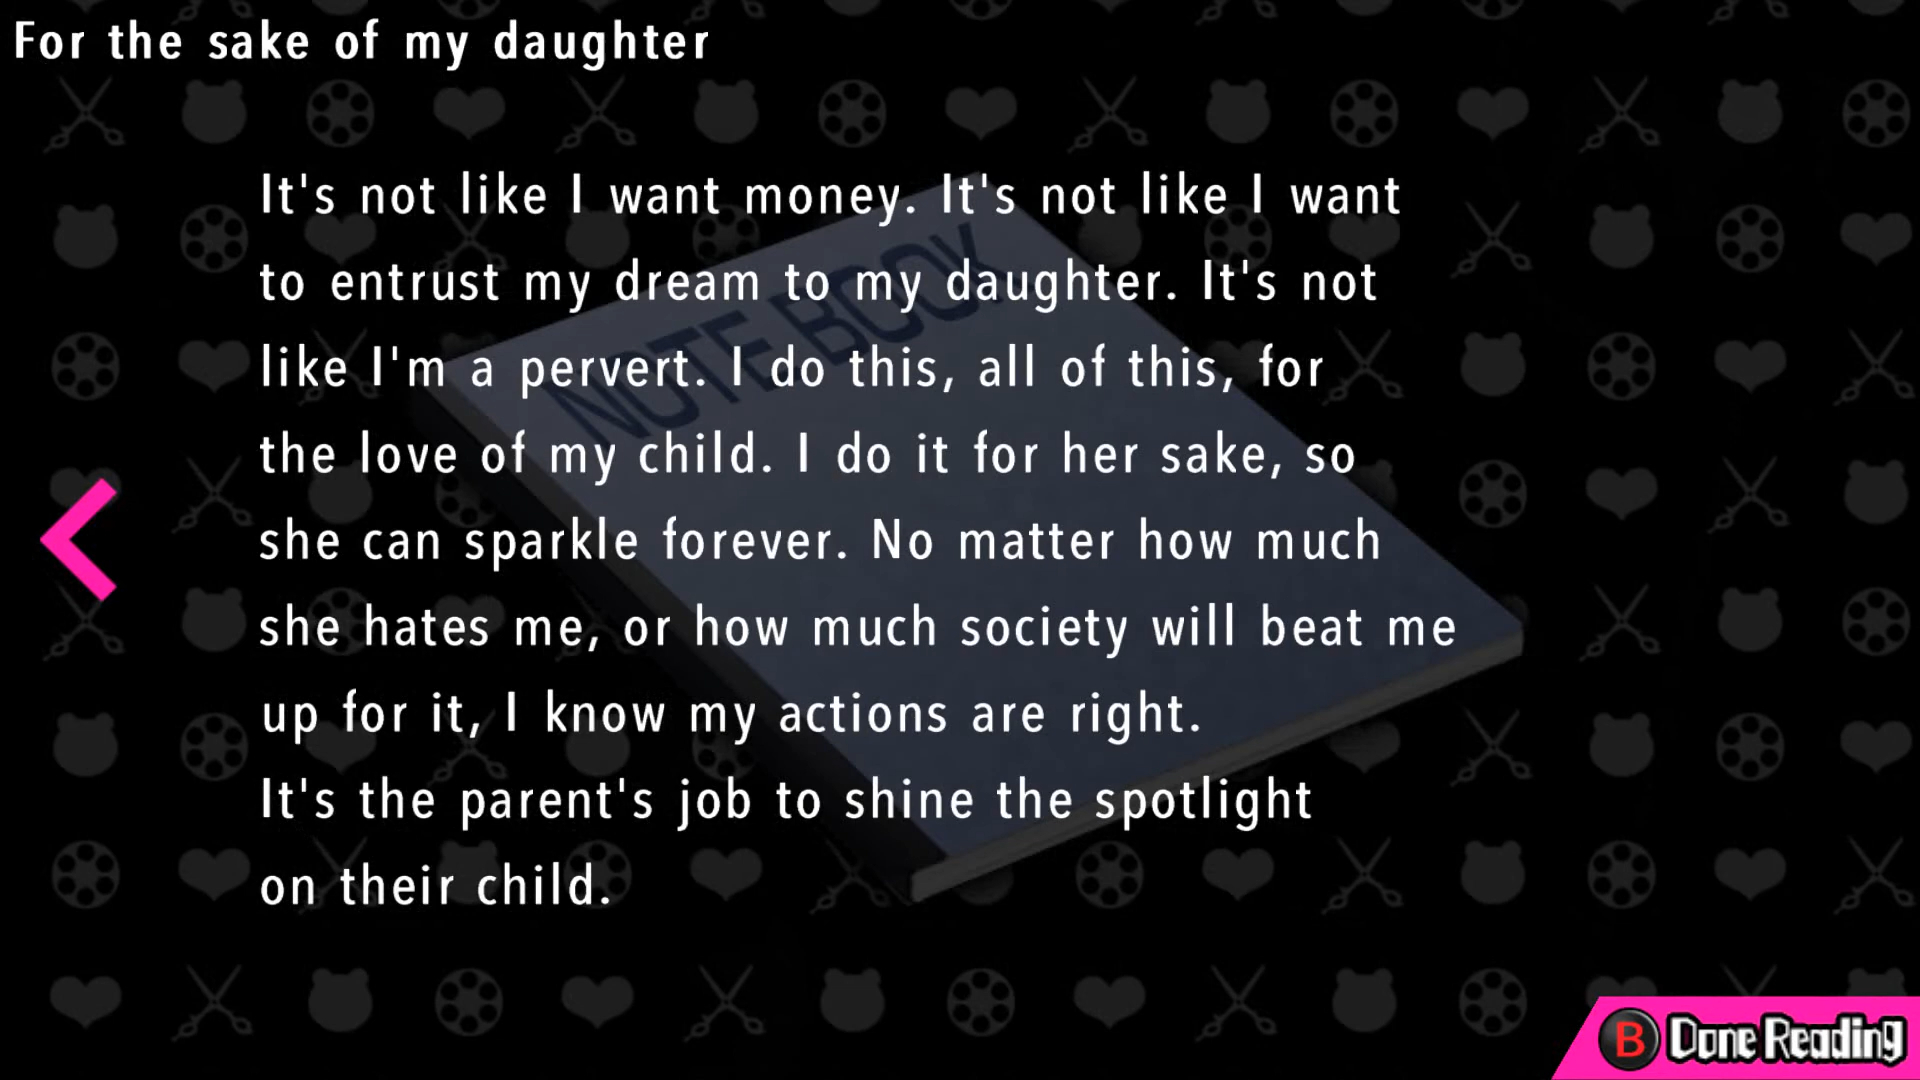 For the sake of my daughter
It's not like I want money. It's not like I want
to entrust my dream to my daughter. It's not
like I'm a pervert. I do this, all of this, for
the love of my child. I do it for her sake, so
she can sparkle forever. No matter how much
she hates me, or how much society will beat me
up for it, I know my actions are right.
It's the parent's job to shine the spotlight
on their child.
NOTE BOOK
B Done Reading